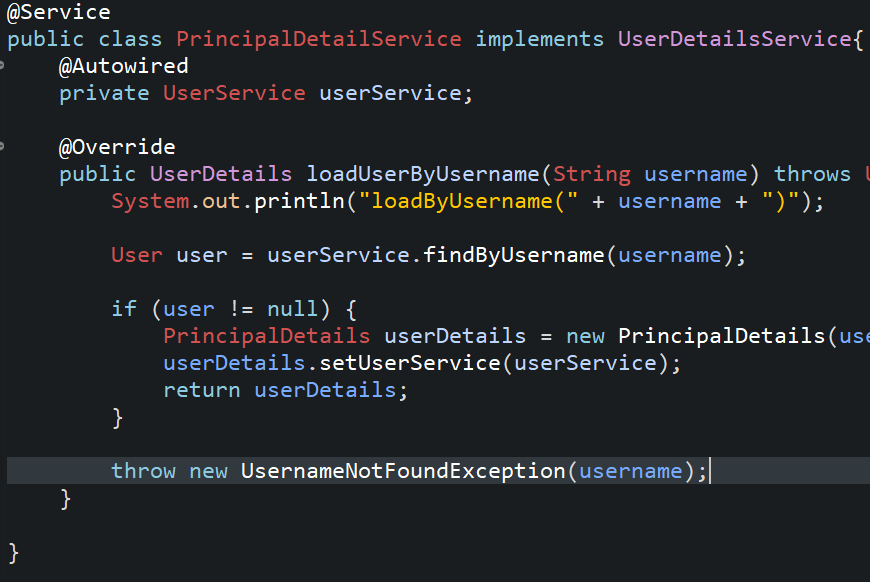 @Service
public class PrincipalDetailService implements UserDetailsService{
@Autowired
private UserService userService;
@Override
public UserDetails loadUserByUsername(String username) throws
System.out.println("loadByUsername(" + username + ")");
User user = userService.findByUsername(username);
if (user != null) {
PrincipalDetails userDetails = new PrincipalDetails(use
userDetails.setUserService(userService);
return userDetails;
}
throw new UsernameNotFoundException(username);
}
}